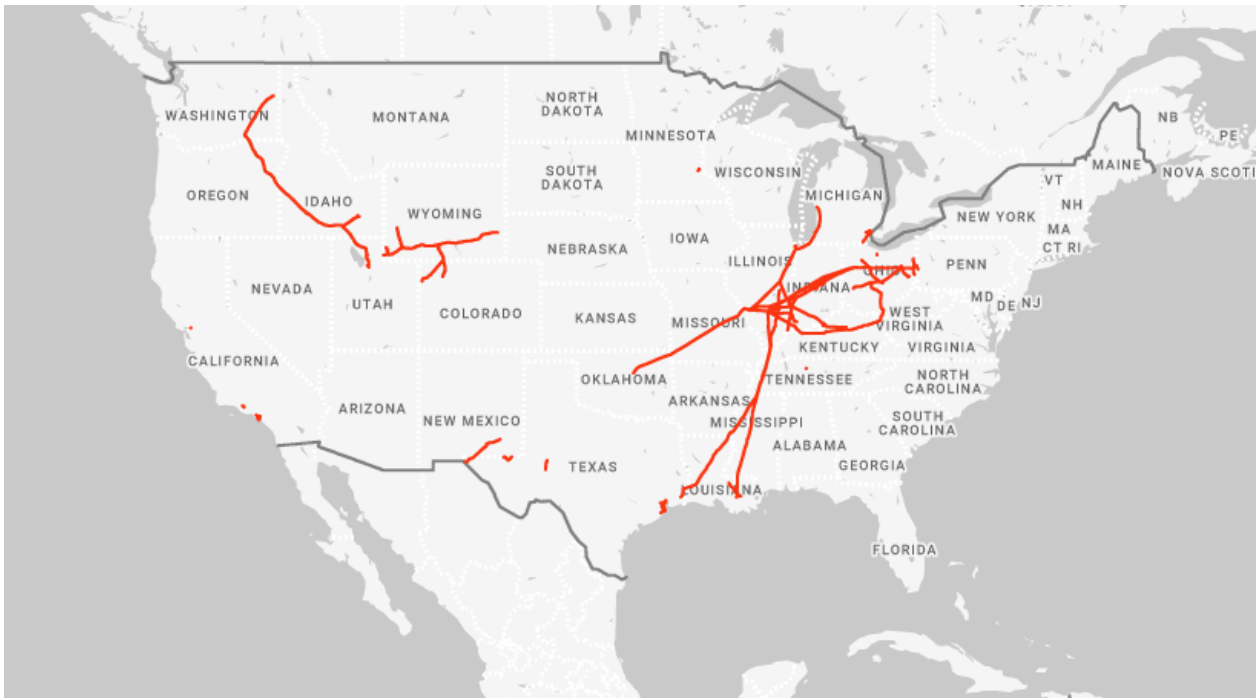 NORTH
DAKOTA
NB
WASHINGTON
MONTANA
MINNESOTA
PE
MAINE
SOUTH
DAKOTA
WISCONSIN
NOVA SCOTI
VT
OREGON
IDAHO
MICHIGAN
NH
WYOMING
NEW YORK
MA
IOWA
CT RI
NEBRASKA
ILLINOIS
OHIO
PENN
NEVADA
INDIANA
UTAH
MD
DE
NJ
COLORADO
KANSAS
MISSOURI
WEST
VIRGINIA
KENTUCKY
VIRGINIA
CALIFORNIA
OKLAHOMA
TENNESSEE
NORTH
CAROLINA
ARIZONA
ARKANSAS
NEW MEXICO
MISSISSIPPI
SOUTH
CAROLINA
ALABAMA
TEXAS
GEORGIA
LOUISIANA
FLORIDA